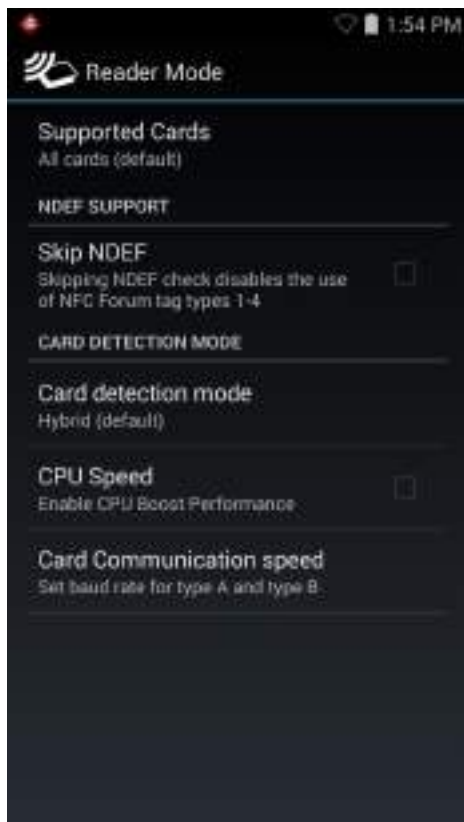 1:54 PM
Reader Mode
Supported Cards
All cards (default)
NDEF SUPPORT
Skip NDEF
Skipping NDEF check disables the use
of NFC Forum tag types 1-4
CARD DETECTION MODE
Card detection mode
Hybrid (default)
CPU Speed
Enable CPU Boost Performance
Card Communication speed
Set baud rate for type A and type B